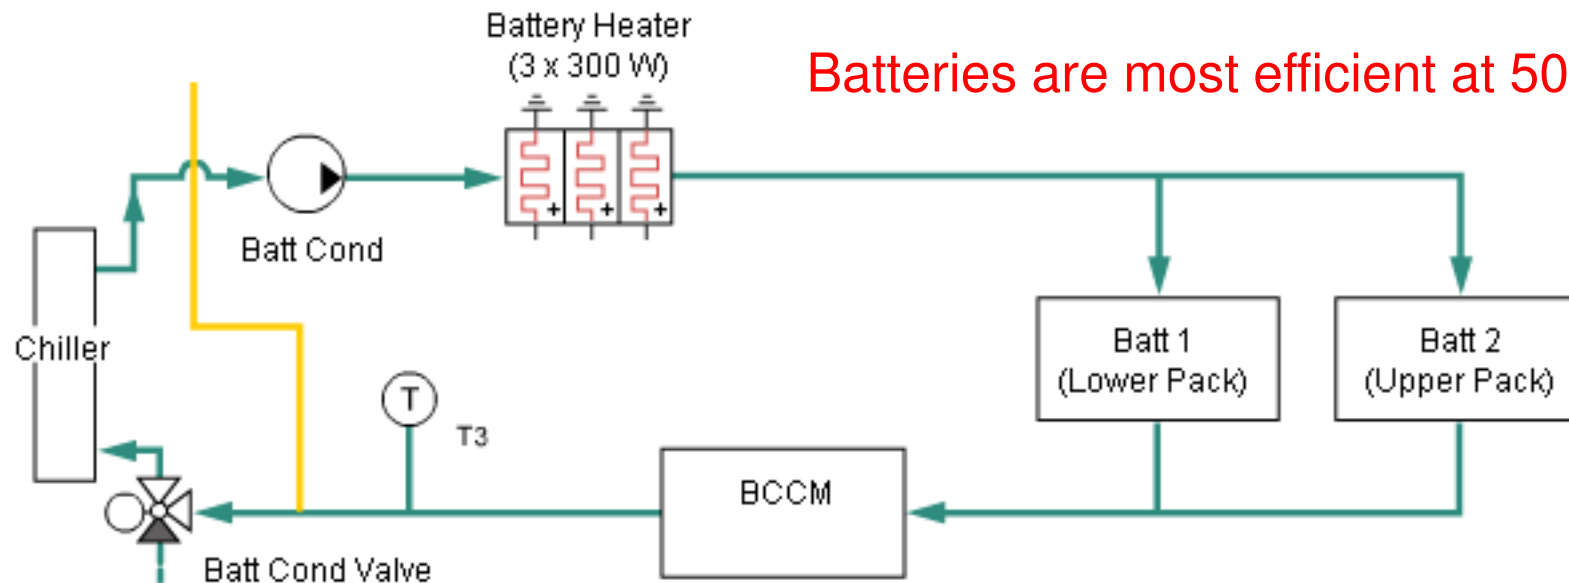 Battery Heater
(3 x 300 W)
Batteries are most efficient at 50
Batt Cond
Chiller
Batt 1
(Lower Pack)
Batt 2
(Upper Pack)
T
T3
BCCM
Batt Cond Valve